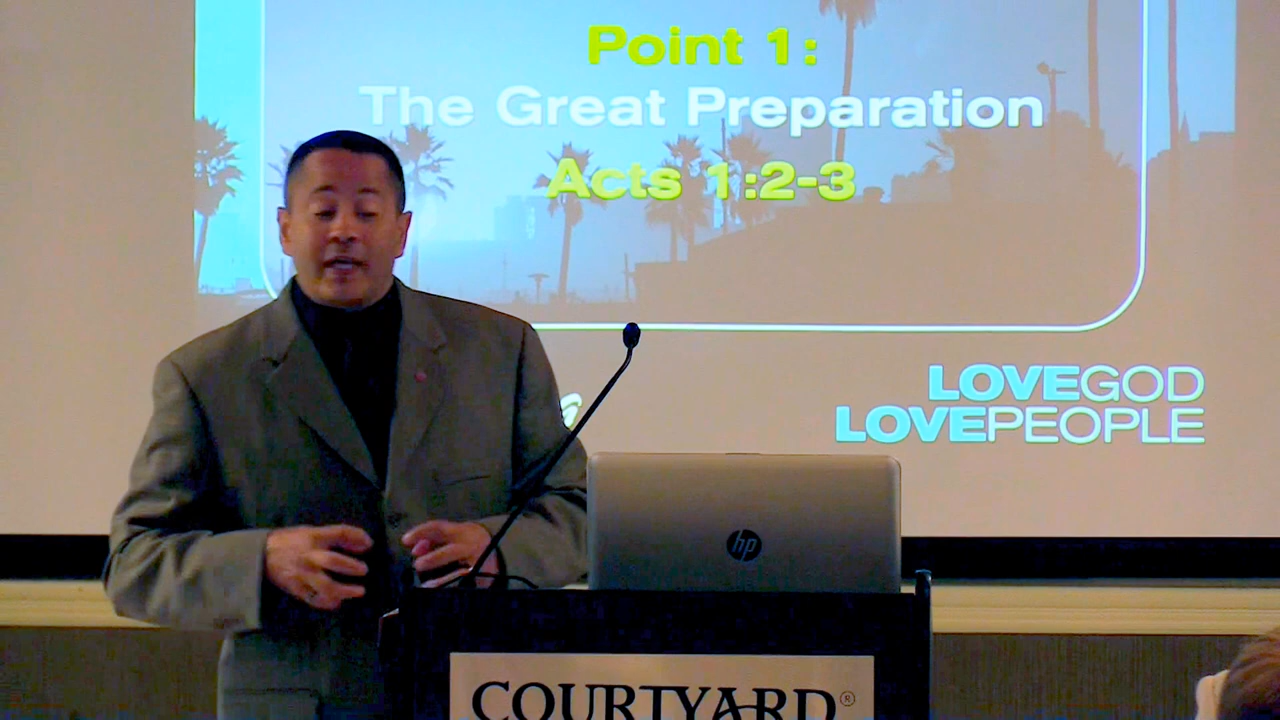 Point 1:
The Great Preparation
Acts 1:2-3
LOVEGOD
LOVEPEOPLE
hp
COURTYARD®